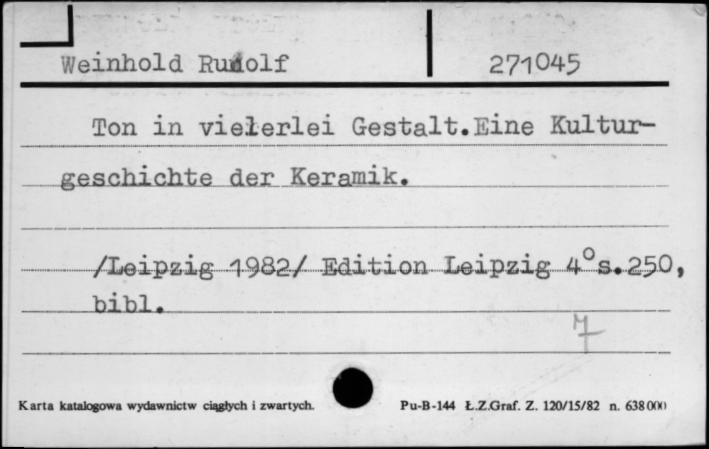 Weinhold Rudolf 271045
Ton in vielerlei Gestalt.Eine Kultur-
geschichte der Keramik.
/Leipzig 1982/ Edition Leipzig 4°s.250,
bibl.
Karta katalogowa wydawnictw ciągłych i zwartych. Pu-B-144 Ł.Z.Graf. Z. 120/15/82 n. 638000